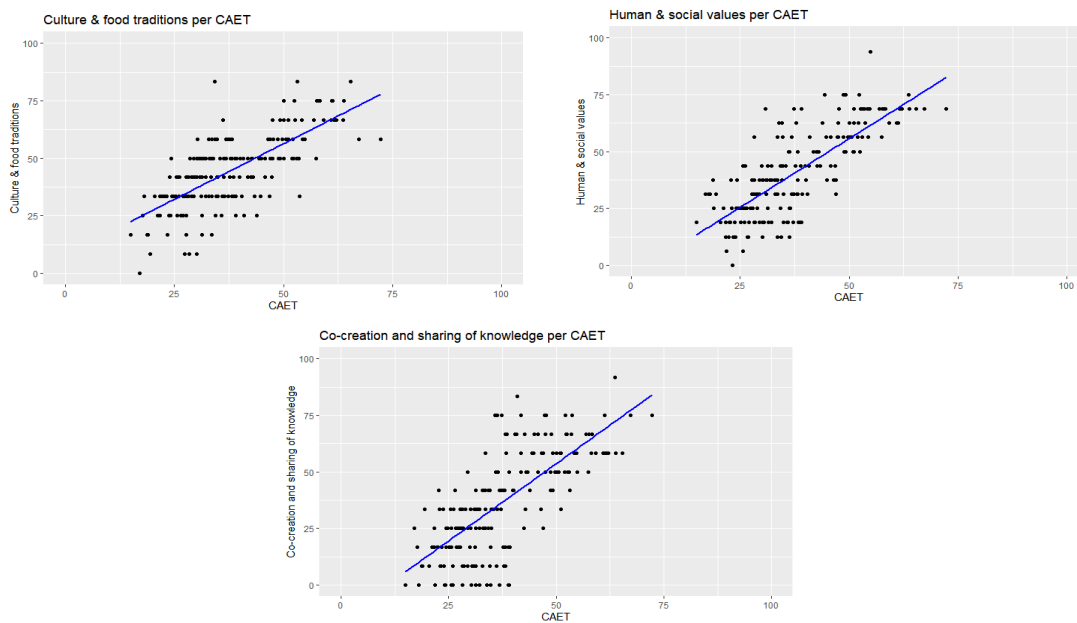 Culture & food traditions per CAET
Culture & food traditions
100
75
50
25
0
0 25 50 75 100
CAET
Human & social values per CAET
Human & social values
100
75
50
25
0
0 25 50 75 100
CAET
Co-creation and sharing of knowledge per CAET
Co-creation and sharing of knowledge
100
75
50
25
0
0 25 50 75 100
CAET